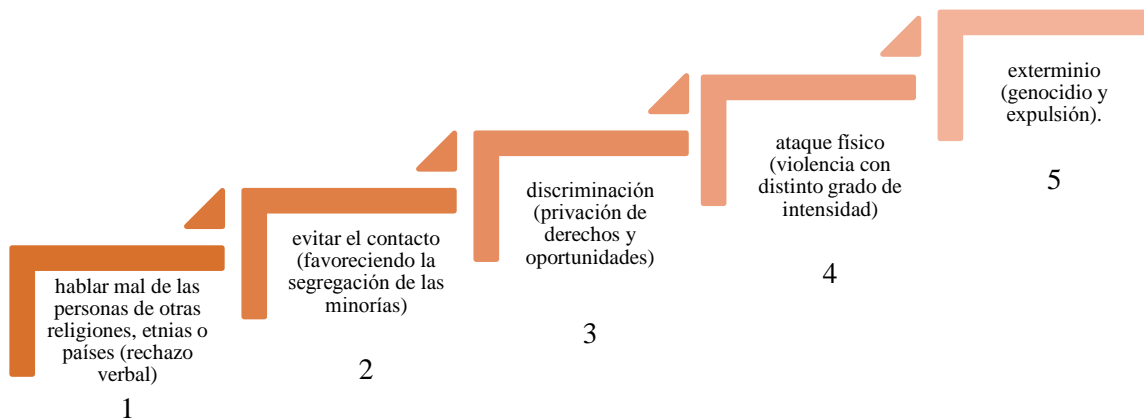 hablar mal de las
personas de otras
religiones, etnias o
países (rechazo
verbal)
1
evitar el contacto
(favoreciendo la
segregación de las
minorías)
2
discriminación
(privación de
derechos y
oportunidades)
3
ataque físico
(violencia con
distinto grado de
intensidad)
4
exterminio
(genocidio y
expulsión).
5